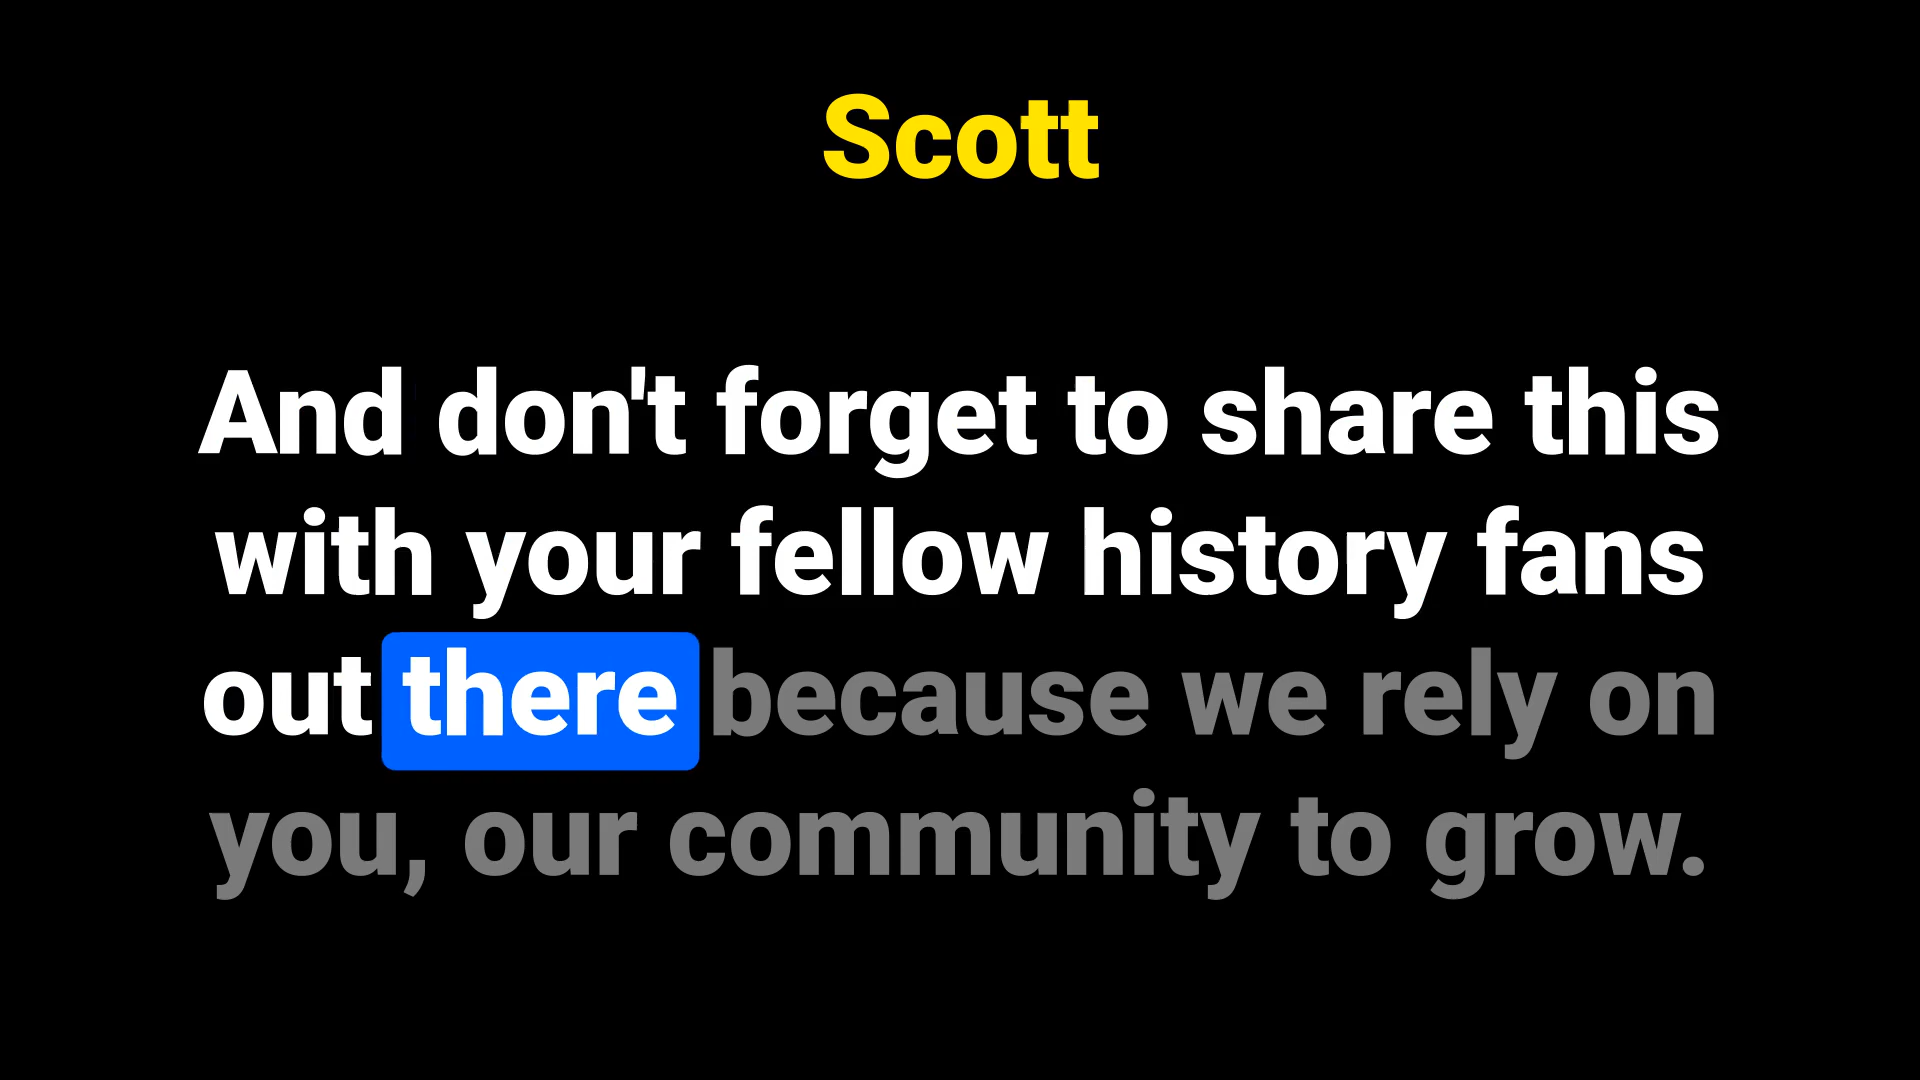 Scott
And don't forget to share this
with your fellow history fans
out there because we rely on
you, our community to grow.